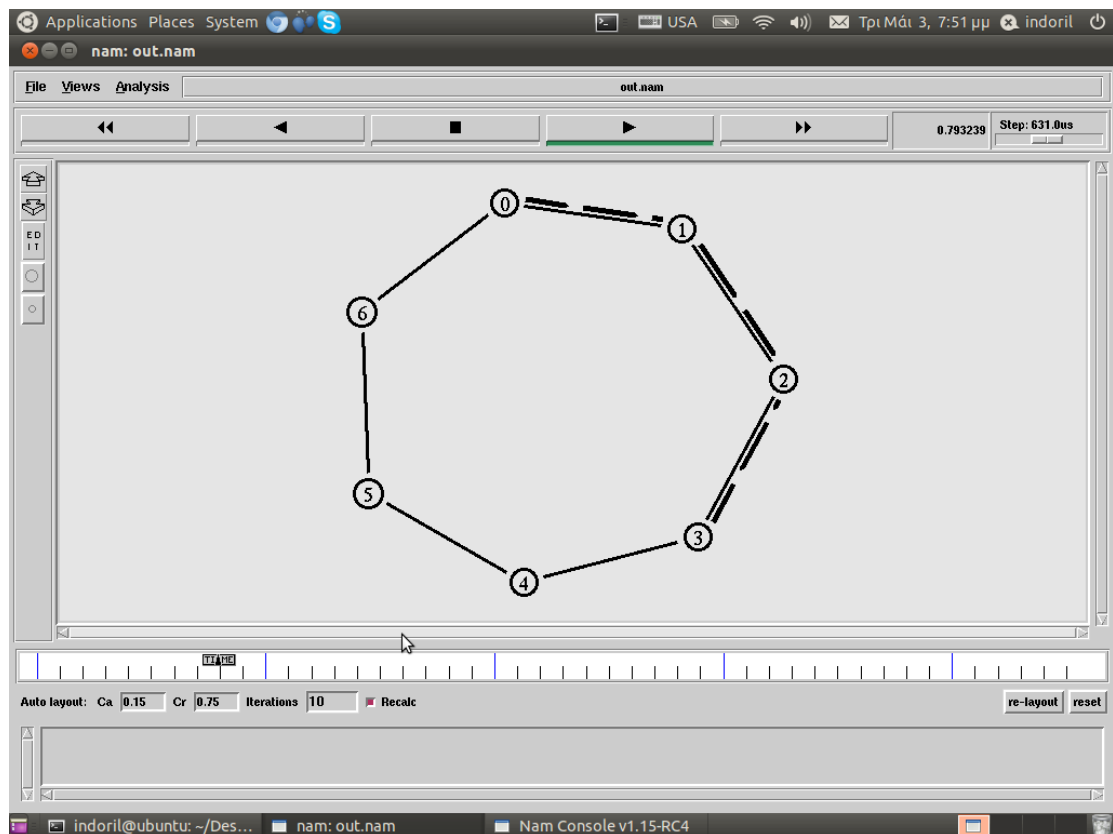 Applications Places System USA Τρι Μάι 3, 7:51 μμ indoril
nam: out.nam
File Views Analysis out.nam
0.793239 Step: 631.0us
E D
I T
0
1
6
2
5
3
4
TIME
Auto layout: Ca 0.15 Cr 0.75 Iterations 10 Recalc re-layout reset
indoril@ubuntu: ~/Des... nam: out.nam Nam Console v1.15-RC4